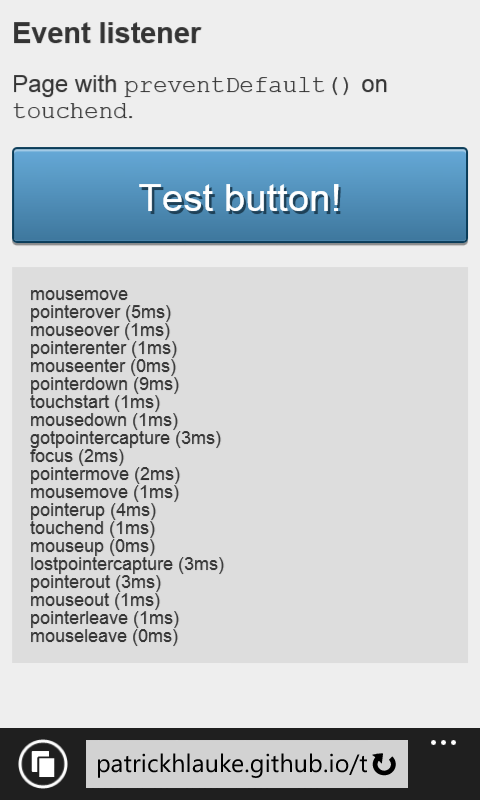 Event listener
Page with preventDefault() on
touchend.
Test button!
mousemove
pointerover (5ms)
mouseover (1ms)
pointerenter (1ms)
mouseenter (0ms)
pointerdown (9ms)
touchstart (1ms)
mousedown (1ms)
gotpointercapture (3ms)
focus (2ms)
pointermove (2ms)
mousemove (1ms)
pointerup (4ms)
touchend (1ms)
mouseup (0ms)
lostpointercapture (3ms)
pointerout (3ms)
mouseout (1ms)
pointerleave (1ms)
mouseleave (0ms)
patrickhlauke.github.io/t